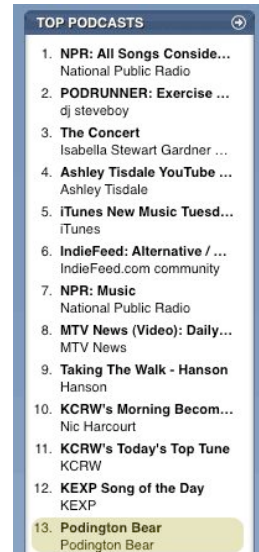 TOP PODCASTS
1. NPR: All Songs Conside...
National Public Radio
2. PODRUNNER: Exercise ...
dj steveboy
3. The Concert
Isabella Stewart Gardner ...
4. Ashley Tisdale YouTube ...
Ashley Tisdale
5. iTunes New Music Tuesd...
iTunes
6. IndieFeed: Alternative / ...
IndieFeed.com community
7. NPR: Music
National Public Radio
8. MTV News (Video): Daily...
MTV News
9. Taking The Walk - Hanson
Hanson
10. KCRW's Morning Becom...
Nic Harcourt
11. KCRW's Today's Top Tune
KCRW
12. KEXP Song of the Day
KEXP
13. Podington Bear
Podington Bear